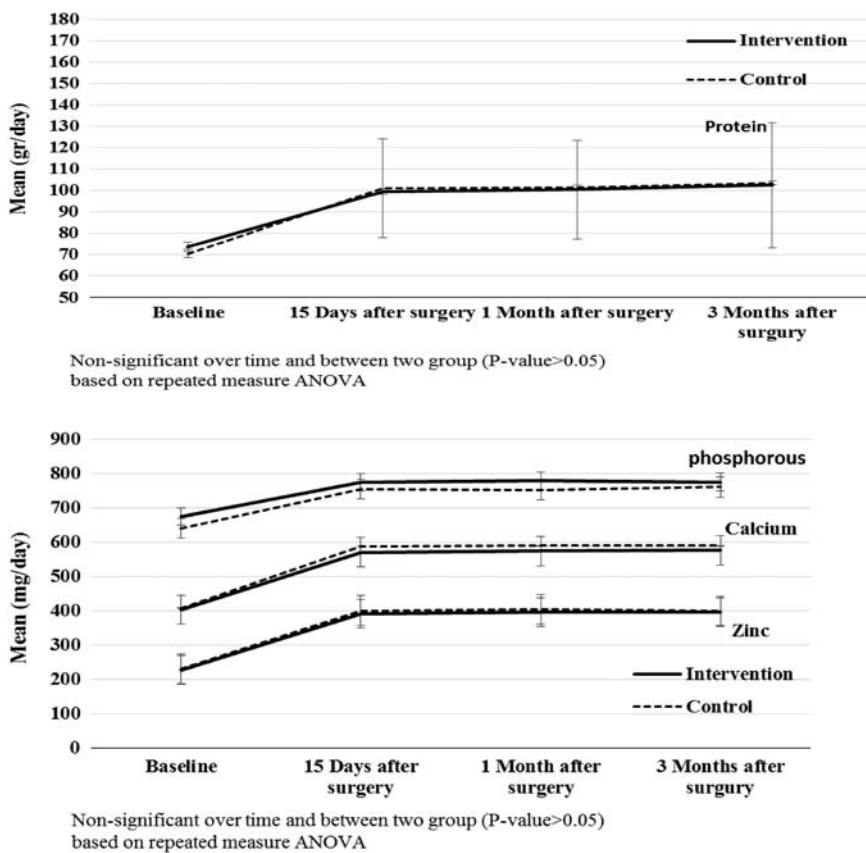 180
170
160
150
140
130
120
110
100
90
80
70
60
50
Mean (gr/day)
Intervention
Control
Protein
Baseline
15 Days after surgery
1 Month after surgery
3 Months after
surgury
Non-significant over time and between two group (P-value>0.05)
based on repeated measure ANOVA
900
800
700
600
500
400
300
200
100
0
Mean (mg/day)
phosphorous
Calcium
Zinc
Intervention
Control
Baseline
15 Days after
surgery
1 Month after
surgery
3 Months after
surgury
Non-significant over time and between two group (P-value>0.05)
based on repeated measure ANOVA